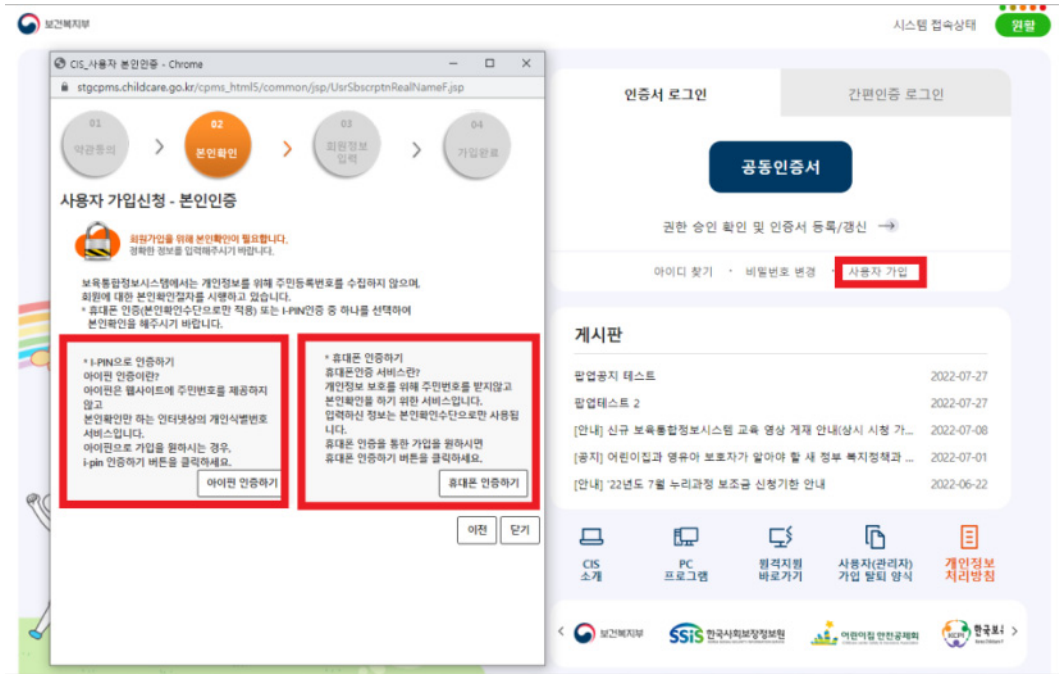 보건복지부
시스템 접속상태
원활
CIS_사용자 본인인증 - Chrome
stgcpms.childcare.go.kr/cpms_html5/common/jsp/UsrSbscrptnRealNameF.jsp
01
약관동의
02
본인확인
03
회원정보
입력
04
가입완료
사용자 가입신청 - 본인인증
회원가입을 위해 본인확인이 필요합니다.
정확한 정보를 입력해주시기 바랍니다.
보육통합정보시스템에서는 개인정보를 위해 주민등록번호를 수집하지 않으며,
회원에 대한 본인확인절차를 시행하고 있습니다.
* 휴대폰 인증(본인확인수단으로만 적용) 또는 I-PIN인증 중 하나를 선택하여
본인확인을 해주시기 바랍니다.
* I-PIN으로 인증하기
아이핀 인증이란?
아이핀은 웹사이트에 주민번호를 제공하지
않고
본인확인만 하는 인터넷상의 개인식별번호
서비스입니다.
아이핀으로 가입을 원하시는 경우,
i-pin 인증하기 버튼을 클릭하세요.
아이핀 인증하기
* 휴대폰 인증하기
휴대폰인증 서비스란?
개인정보 보호를 위해 주민번호를 받지않고
본인확인을 하기 위한 서비스입니다.
입력하신 정보는 본인확인수단으로만 사용됩
니다.
휴대폰 인증을 통한 가입을 원하시면
휴대폰 인증하기 버튼을 클릭하세요.
휴대폰 인증하기
이전
닫기
인증서 로그인
간편인증 로그인
공동인증서
권한 승인 확인 및 인증서 등록/갱신
아이디 찾기 · 비밀번호 변경 · 사용자 가입
게시판
팝업공지 테스트 2022-07-27
팝업테스트 2 2022-07-27
[안내] 신규 보육통합정보시스템 교육 영상 게재 안내(상시 시청 가... 2022-07-08
[공지] 어린이집과 영유아 보호자가 알아야 할 새 정부 복지정책과 ... 2022-07-01
[안내] '22년도 7월 누리과정 보조금 신청기한 안내 2022-06-22
CIS
소개
PC
프로그램
원격지원
바로가기
사용자(관리자)
가입 탈퇴 양식
개인정보
처리방침
보건복지부
SSiS 한국사회보장정보원
어린이집안전공제회
KCPI 한국보